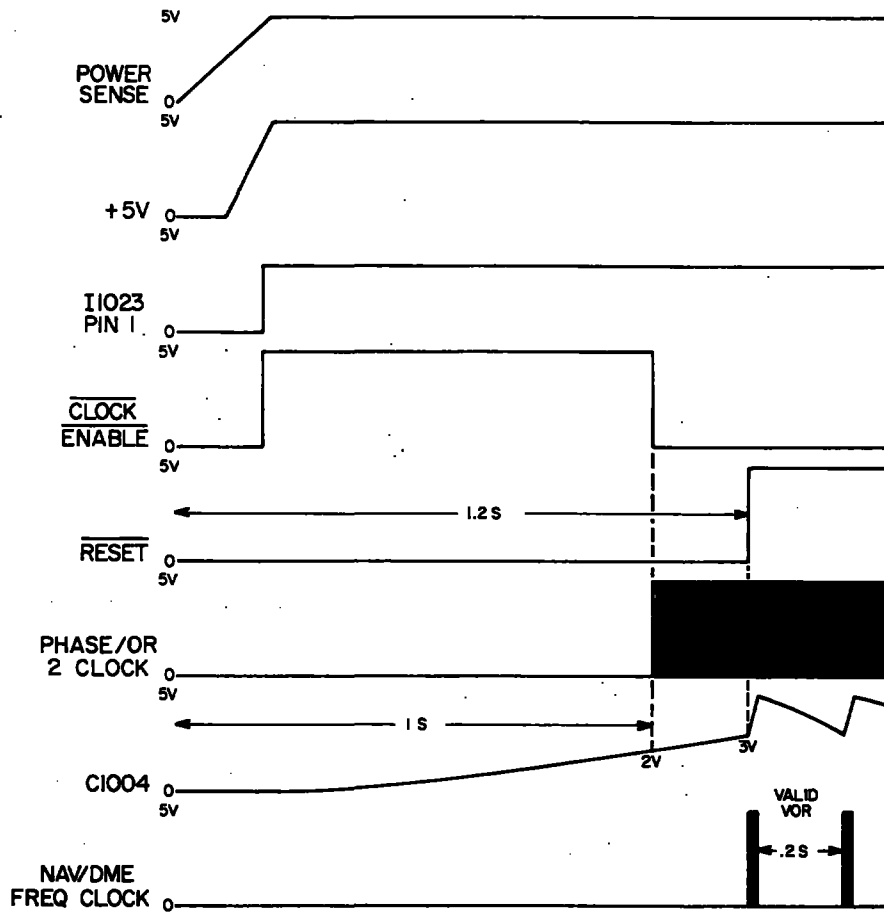 5V
POWER
SENSE
0
5V
+5V
0
5V
I1023
PIN 1
0
5V
CLOCK
ENABLE
0
5V
1.2 S
RESET
0
5V
PHASE/OR
2 CLOCK
0
5V
1 S
2V
3V
C1004
0
5V
VALID
VOR
.2S
NAV/DME
FREQ CLOCK
0